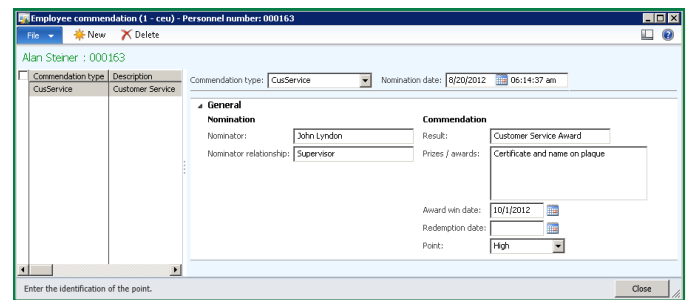 Employee commendation (1 - ceu) - Personnel number: 000163
File New Delete
Alan Steiner : 000163
Commendation type Description
CusService Customer Service
Commendation type: CusService Nomination date: 8/20/2012 06:14:37 am
General
Nomination Commendation
Nominator: John Lyndon Result: Customer Service Award
Nominator relationship: Supervisor Prizes / awards: Certificate and name on plaque
Award win date: 10/1/2012
Redemption date:
Point: High
Enter the identification of the point. Close